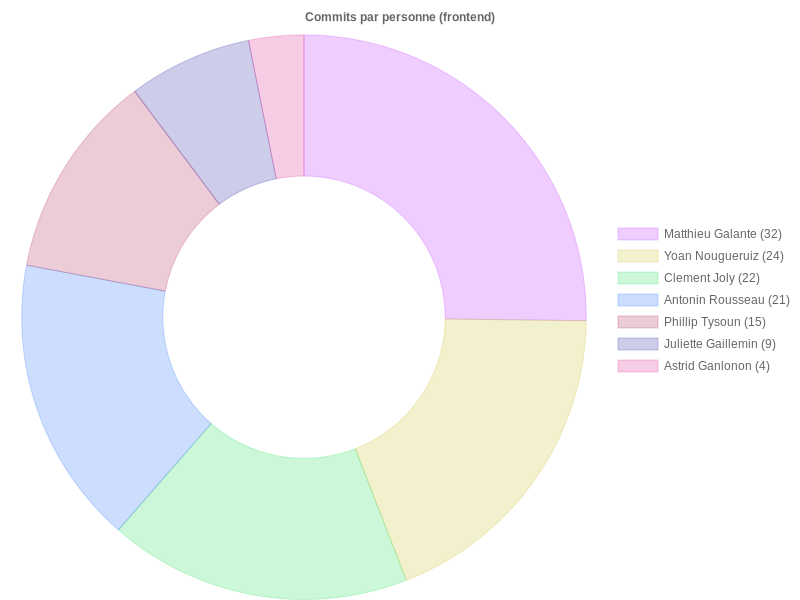 Commits par personne (frontend)
Matthieu Galante (32)
Yoan Nougueruiz (24)
Clement Joly (22)
Antonin Rousseau (21)
Phillip Tysoun (15)
Juliette Gaillemin (9)
Astrid Ganlonon (4)